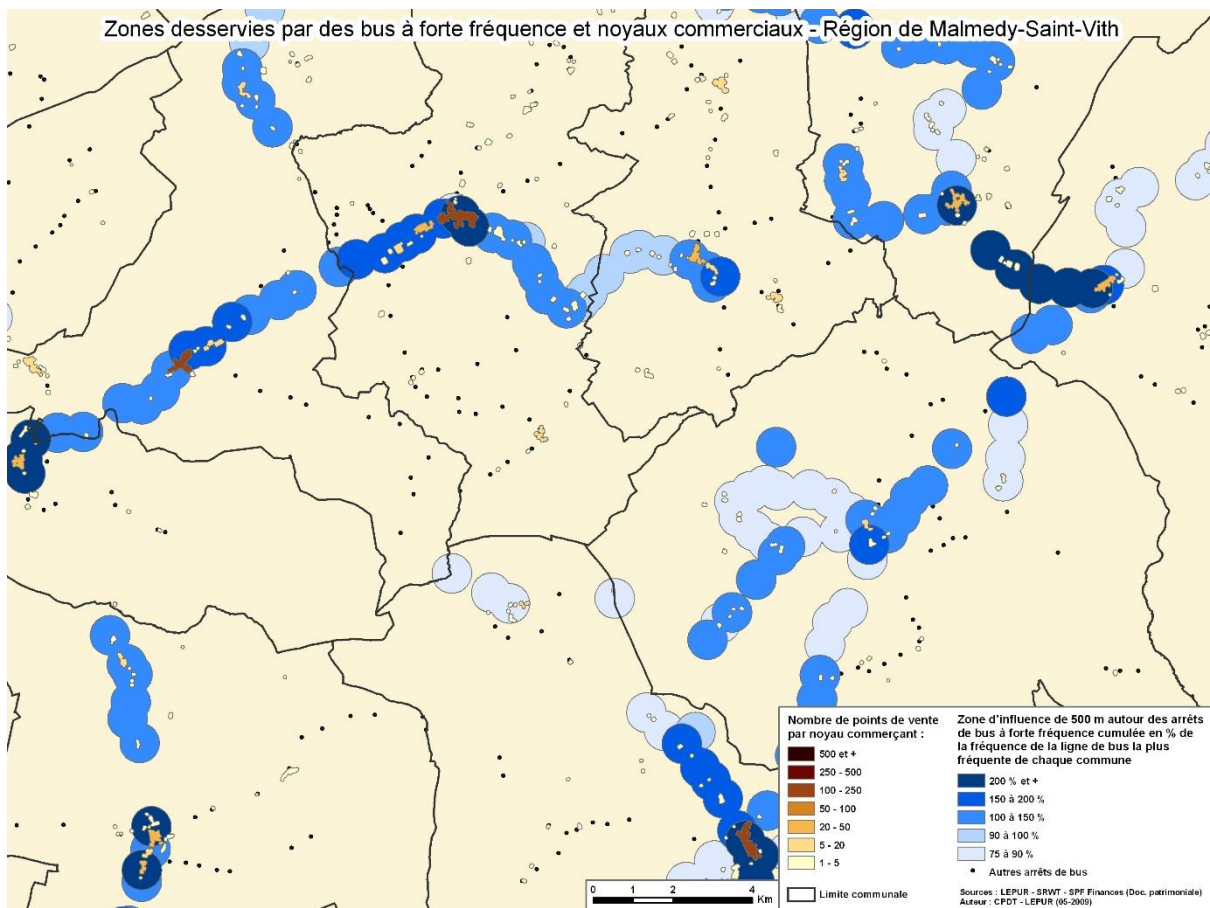 Zones desservies par des bus à forte fréquence et noyaux commerciaux - Région de Malmedy-Saint-Vith
Nombre de points de vente
par noyau commerçant :
500 et +
250 - 500
100 - 250
50 - 100
20 - 50
5 - 20
1 - 5
Limite communale
Zone d'influence de 500 m autour des arrêts
de bus à forte fréquence cumulée en % de
la fréquence de la ligne de bus la plus
fréquente de chaque commune
200 % et +
150 à 200 %
100 à 150 %
90 à 100 %
75 à 90 %
Autres arrêts de bus
0 1 2 4
Km
Sources : LEPUR - SRWT - SPF Finances (Doc. patrimoniale)
Auteur : CPDT - LEPUR (05-2009)